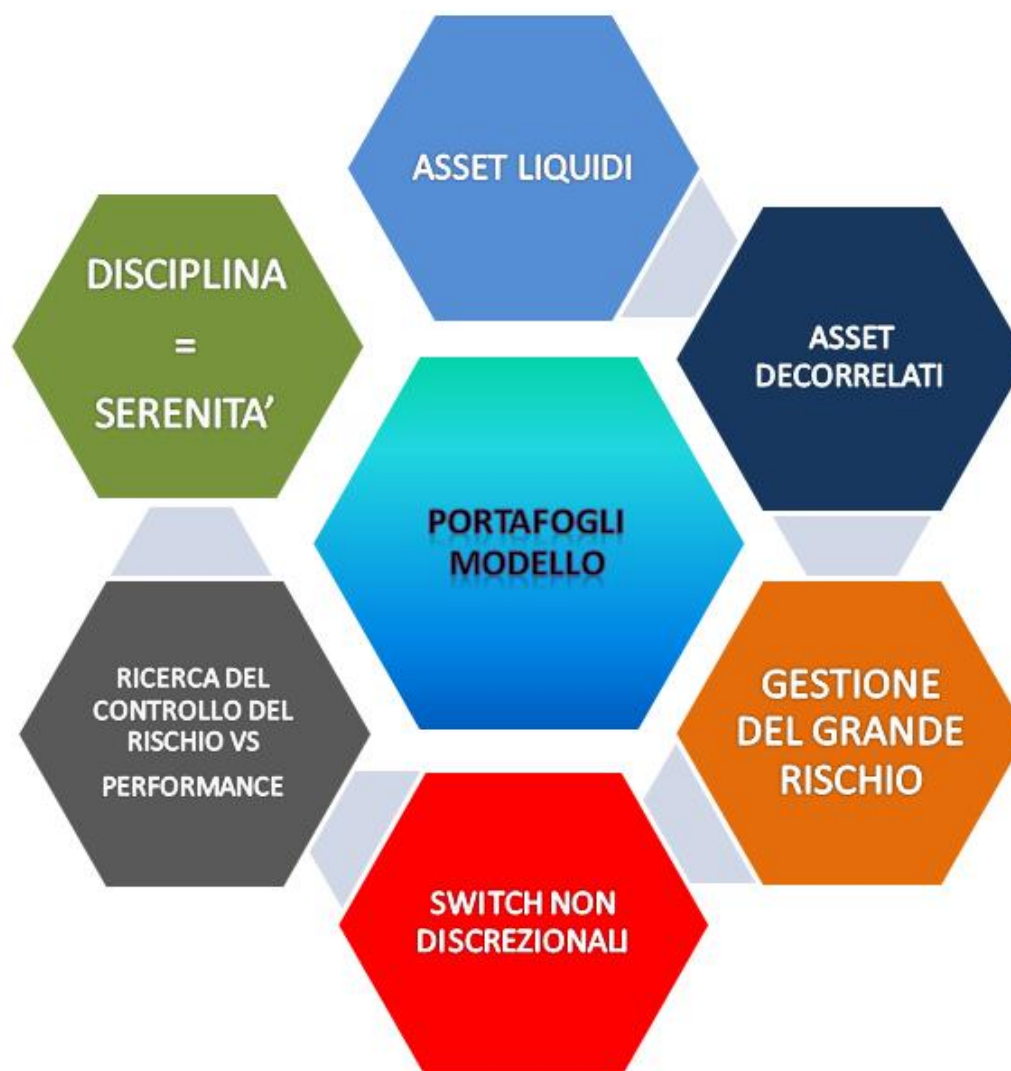 ASSET LIQUIDI
ASSET
DECORRELATI
GESTIONE
DEL GRANDE
RISCHIO
SWITCH NON
DISCREZIONALI
RICERCA DEL
CONTROLLO DEL
RISCHIO VS
PERFORMANCE
DISCIPLINA
=
SERENITA’
PORTAFOGLI
MODELLO